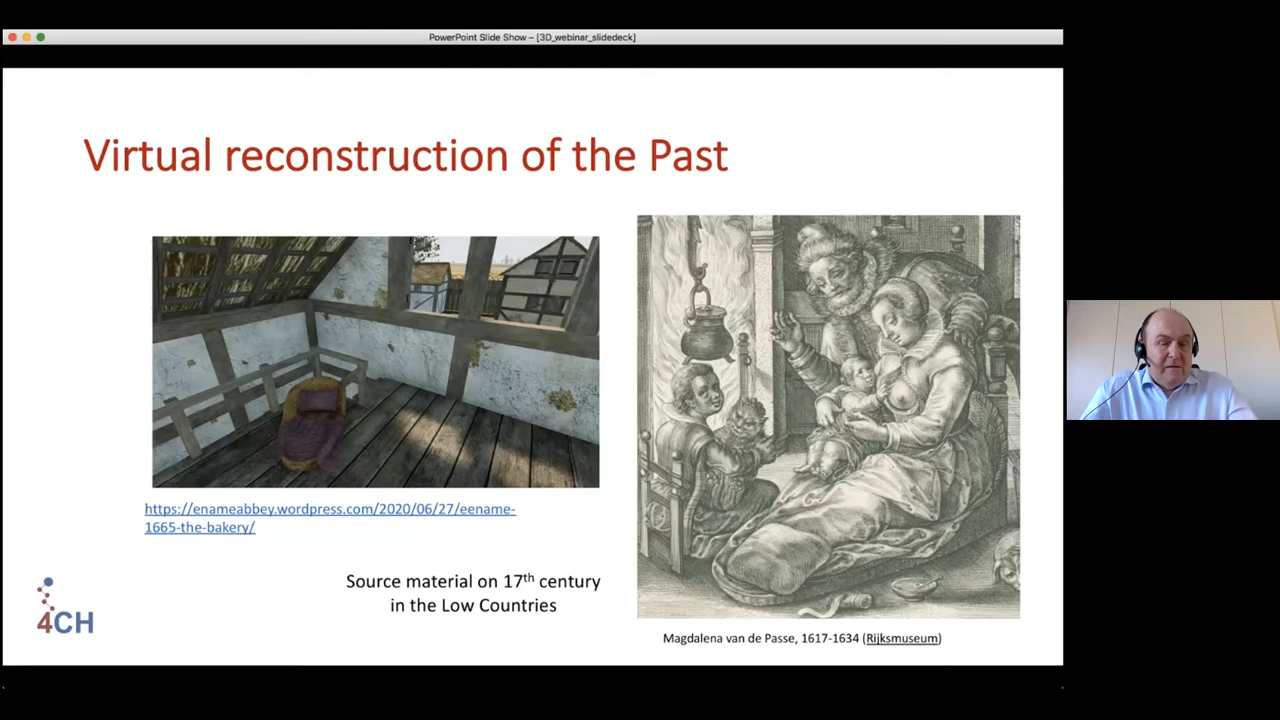 PowerPoint Slide Show – [3D_webinar_slidedeck]
Virtual reconstruction of the Past
https://enameabbey.wordpress.com/2020/06/27/eename-
1665-the-bakery/
Source material on 17th century
in the Low Countries
4CH
Magdalena van de Passe, 1617-1634 (Rijksmuseum)